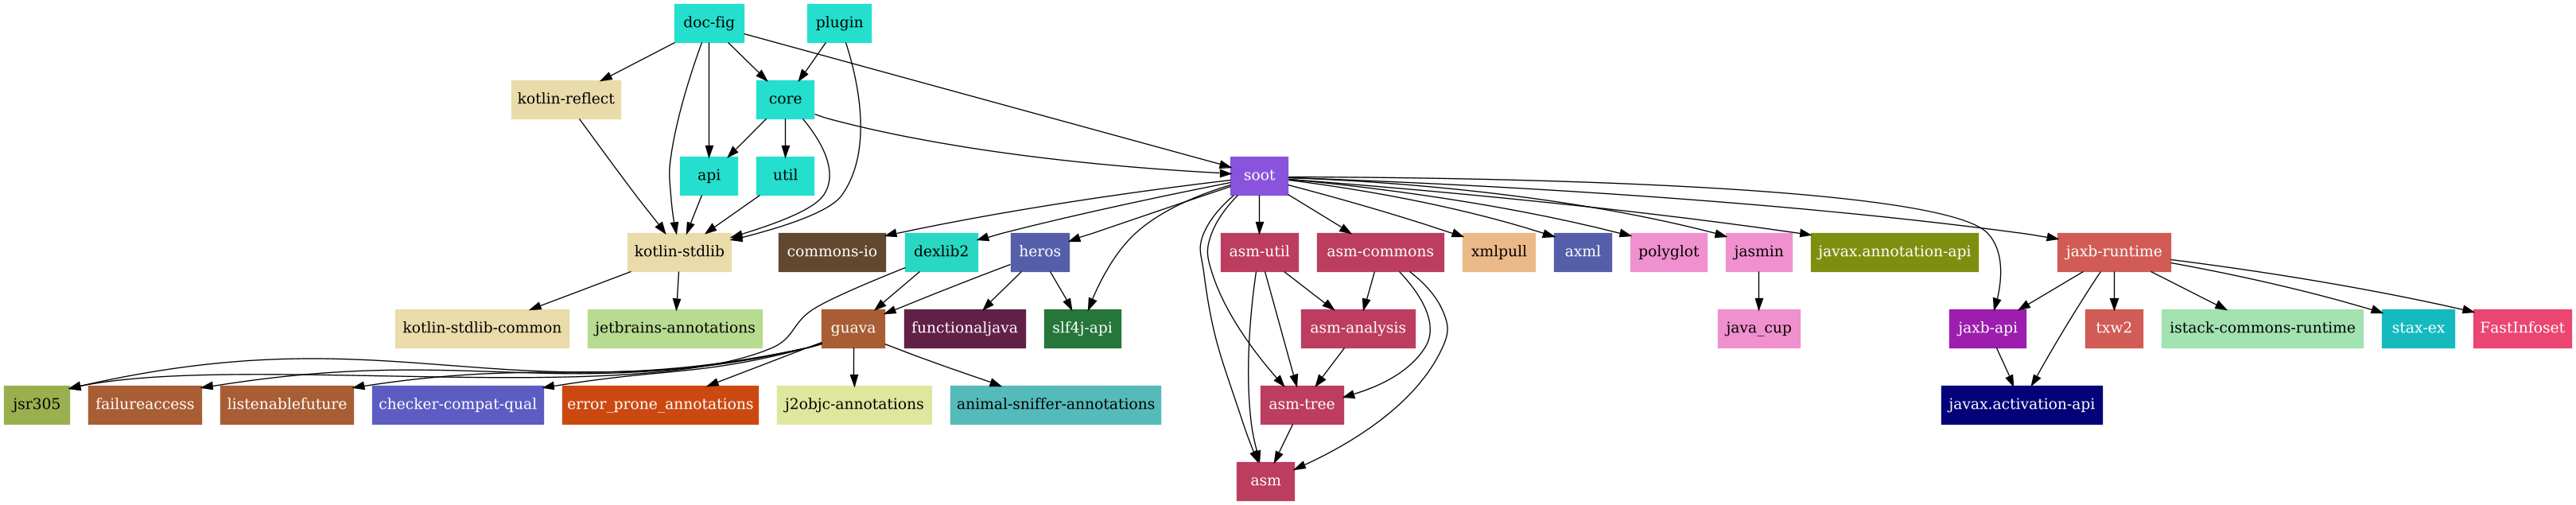 doc-fig
plugin
kotlin-reflect
core
api
util
soot
kotlin-stdlib
commons-io
dexlib2
heros
asm-util
asm-commons
xmlpull
axml
polyglot
jasmin
javax.annotation-api
jaxb-runtime
kotlin-stdlib-common
jetbrains-annotations
guava
functionaljava
slf4j-api
asm-analysis
java_cup
jaxb-api
txw2
istack-commons-runtime
stax-ex
FastInfoset
jsr305
failureaccess
listenablefuture
checker-compat-qual
error_prone_annotations
j2objc-annotations
animal-sniffer-annotations
asm-tree
javax.activation-api
asm